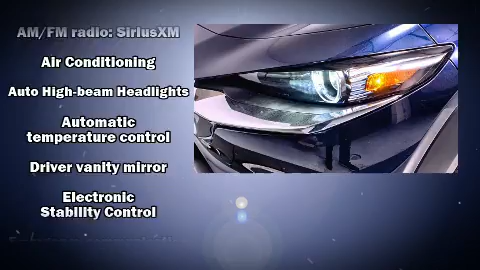 AM/FM radio: SiriusXM
Air Conditioning
Auto High-beam Headlights
Automatic
temperature control
Driver vanity mirror
Electronic
Stability Control